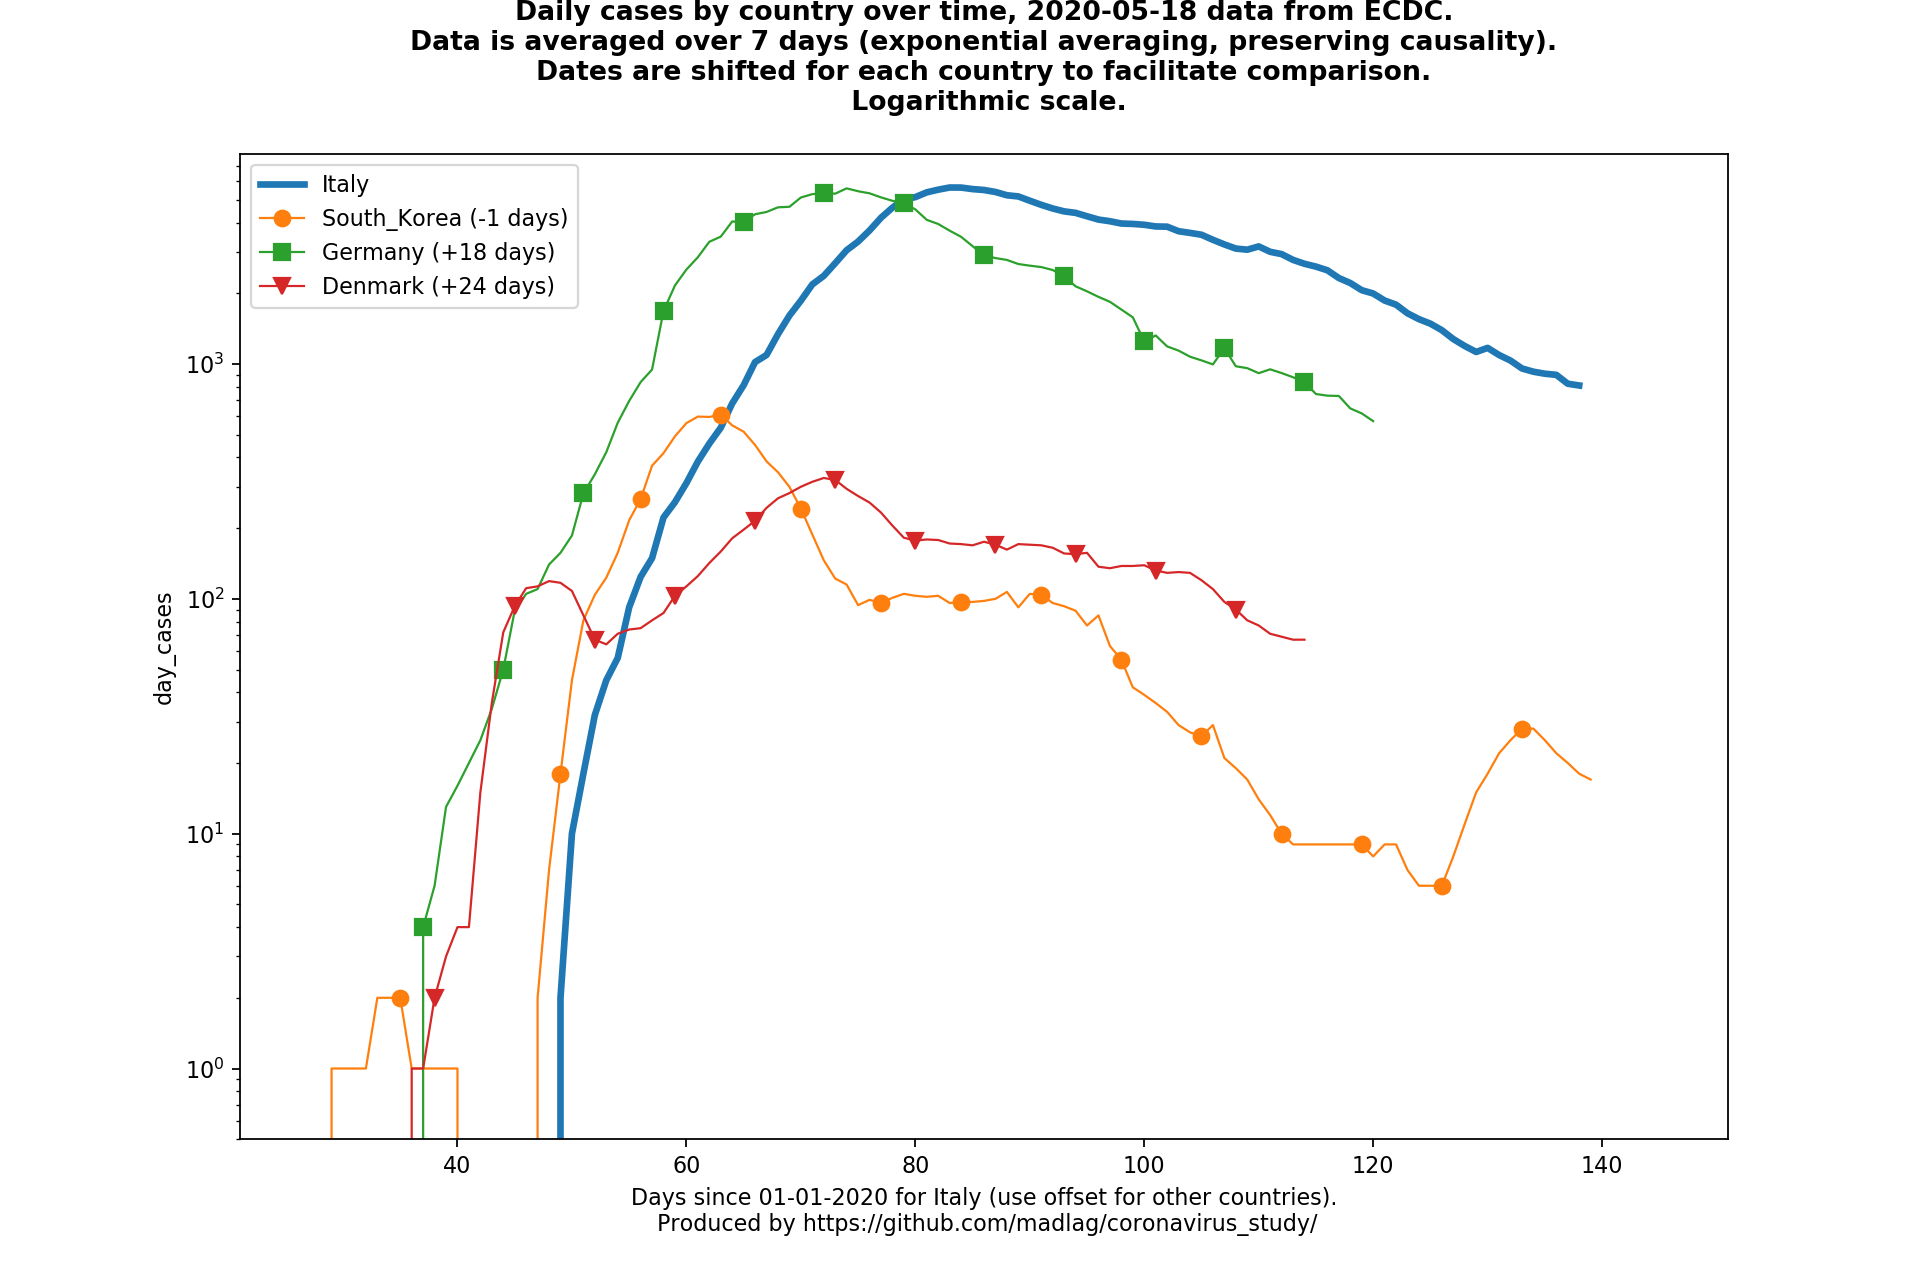 Daily cases by country over time, 2020-05-18 data from ECDC.
Data is averaged over 7 days (exponential averaging, preserving causality).
Dates are shifted for each country to facilitate comparison.
Logarithmic scale.
Italy
South_Korea (-1 days)
Germany (+18 days)
Denmark (+24 days)
day_cases
10³
10²
10¹
10⁰
40 60 80 100 120 140
Days since 01-01-2020 for Italy (use offset for other countries).
Produced by https://github.com/madlag/coronavirus_study/